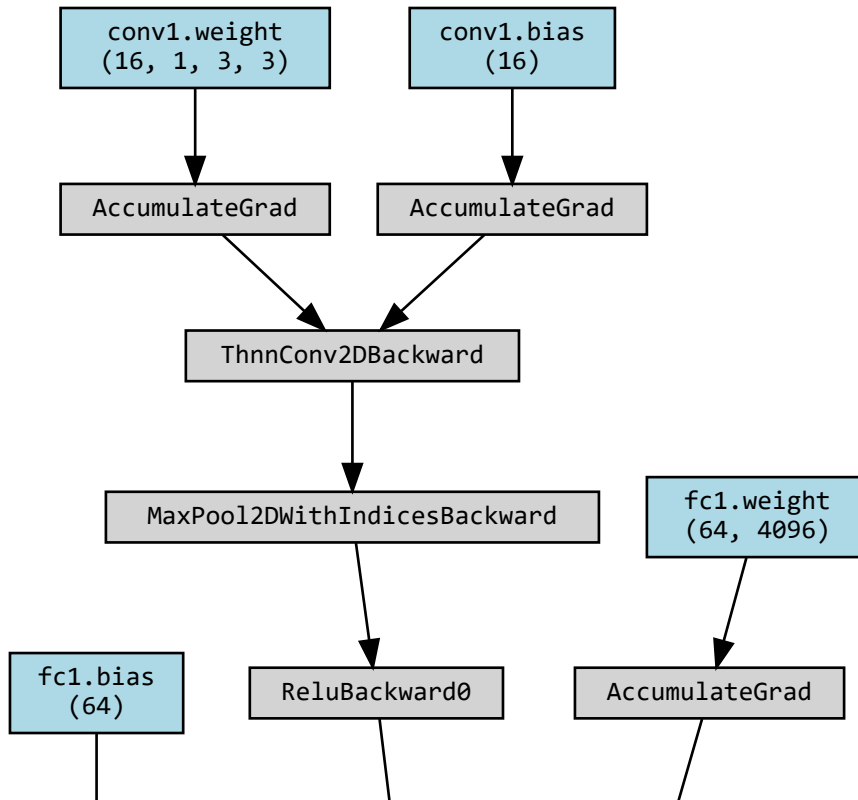 conv1.weight
(16, 1, 3, 3)
conv1.bias
(16)
AccumulateGrad
AccumulateGrad
ThnnConv2DBackward
MaxPool2DWithIndicesBackward
fc1.weight
(64, 4096)
fc1.bias
(64)
ReluBackward0
AccumulateGrad